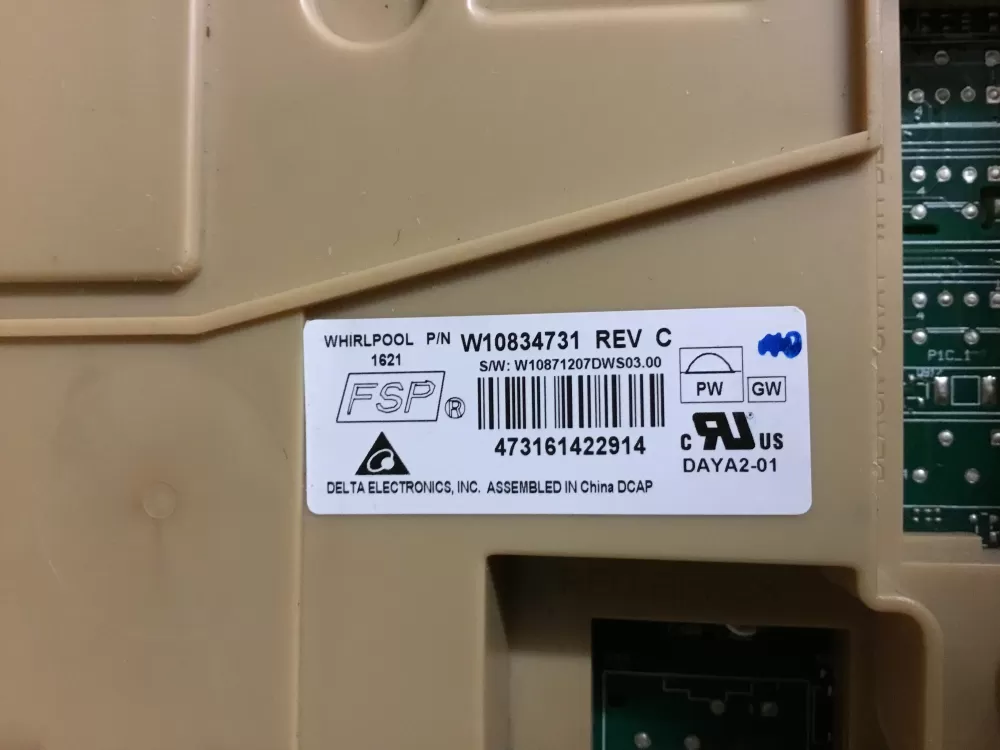 WHIRLPOOL P/N W10834731 REV C
1621
S/W: W10871207DWS03.00
FSP ®
473161422914
PW GW
c RU US
DAYA2-01
DELTA ELECTRONICS, INC. ASSEMBLED IN China DCAP
P1C_1